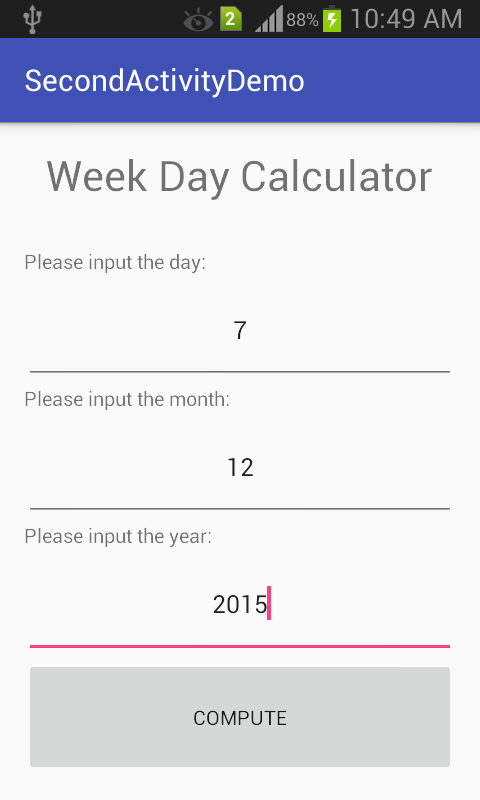 2 88% 10:49 AM
SecondActivityDemo
Week Day Calculator
Please input the day:
7
Please input the month:
12
Please input the year:
2015
COMPUTE